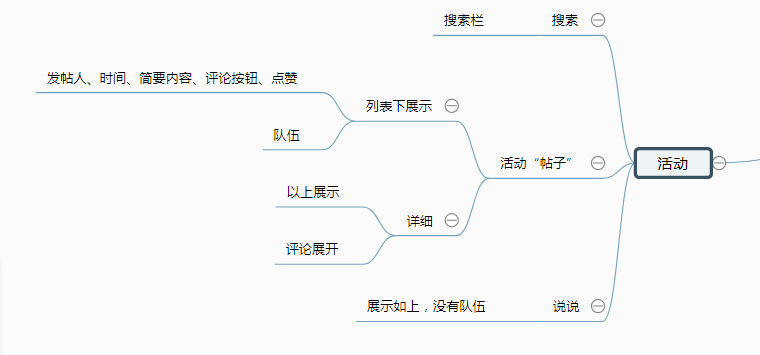 搜索栏
搜索
发帖人、时间、简要内容、评论按钮、点赞
列表下展示
队伍
活动“帖子”
活动
以上展示
详细
评论展开
展示如上，没有队伍
说说